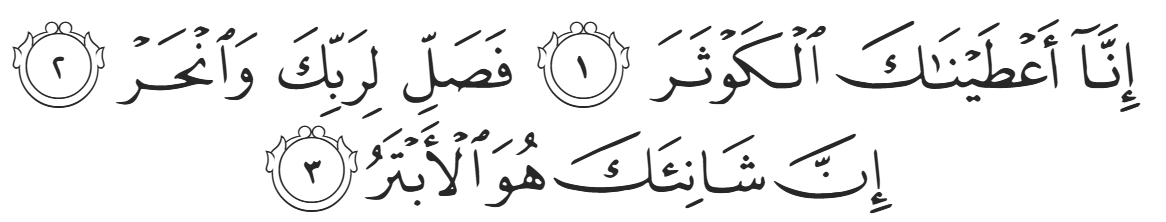 إِنَّآ أَعْطَيْنَٰكَ ٱلْكَوْثَرَ ١ فَصَلِّ لِرَبِّكَ وَٱنْحَرْ ٢
إِنَّ شَانِئَكَ هُوَ ٱلْأَبْتَرُ ٣